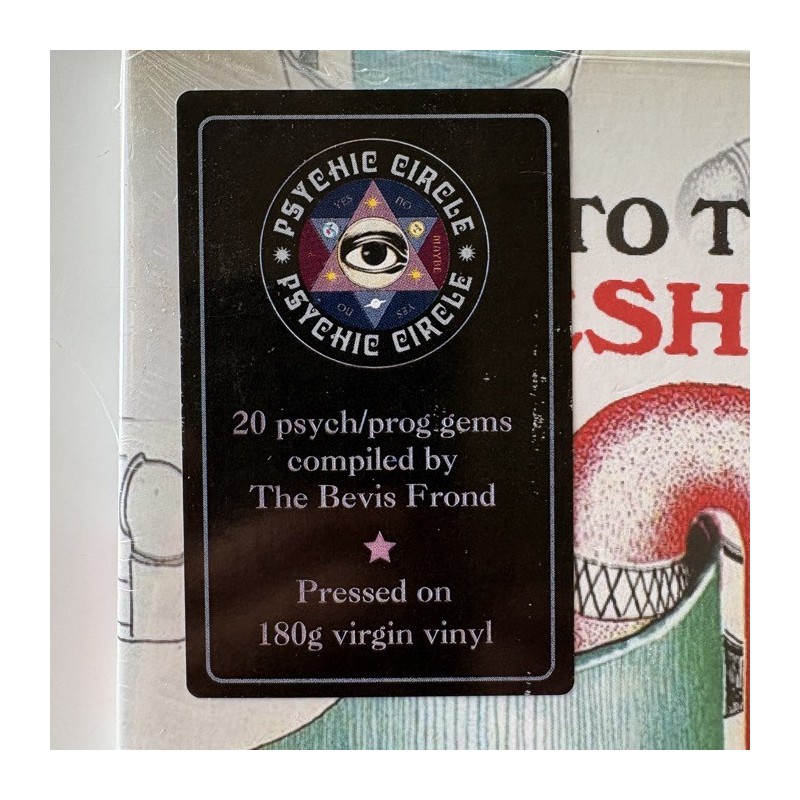 PSYCHIC CIRCLE
YES NO
MAYBE
NO YES
PSYCHIC CIRCLE
20 psych/prog gems
compiled by
The Bevis Frond
Pressed on
180g virgin vinyl
TO T
ESH